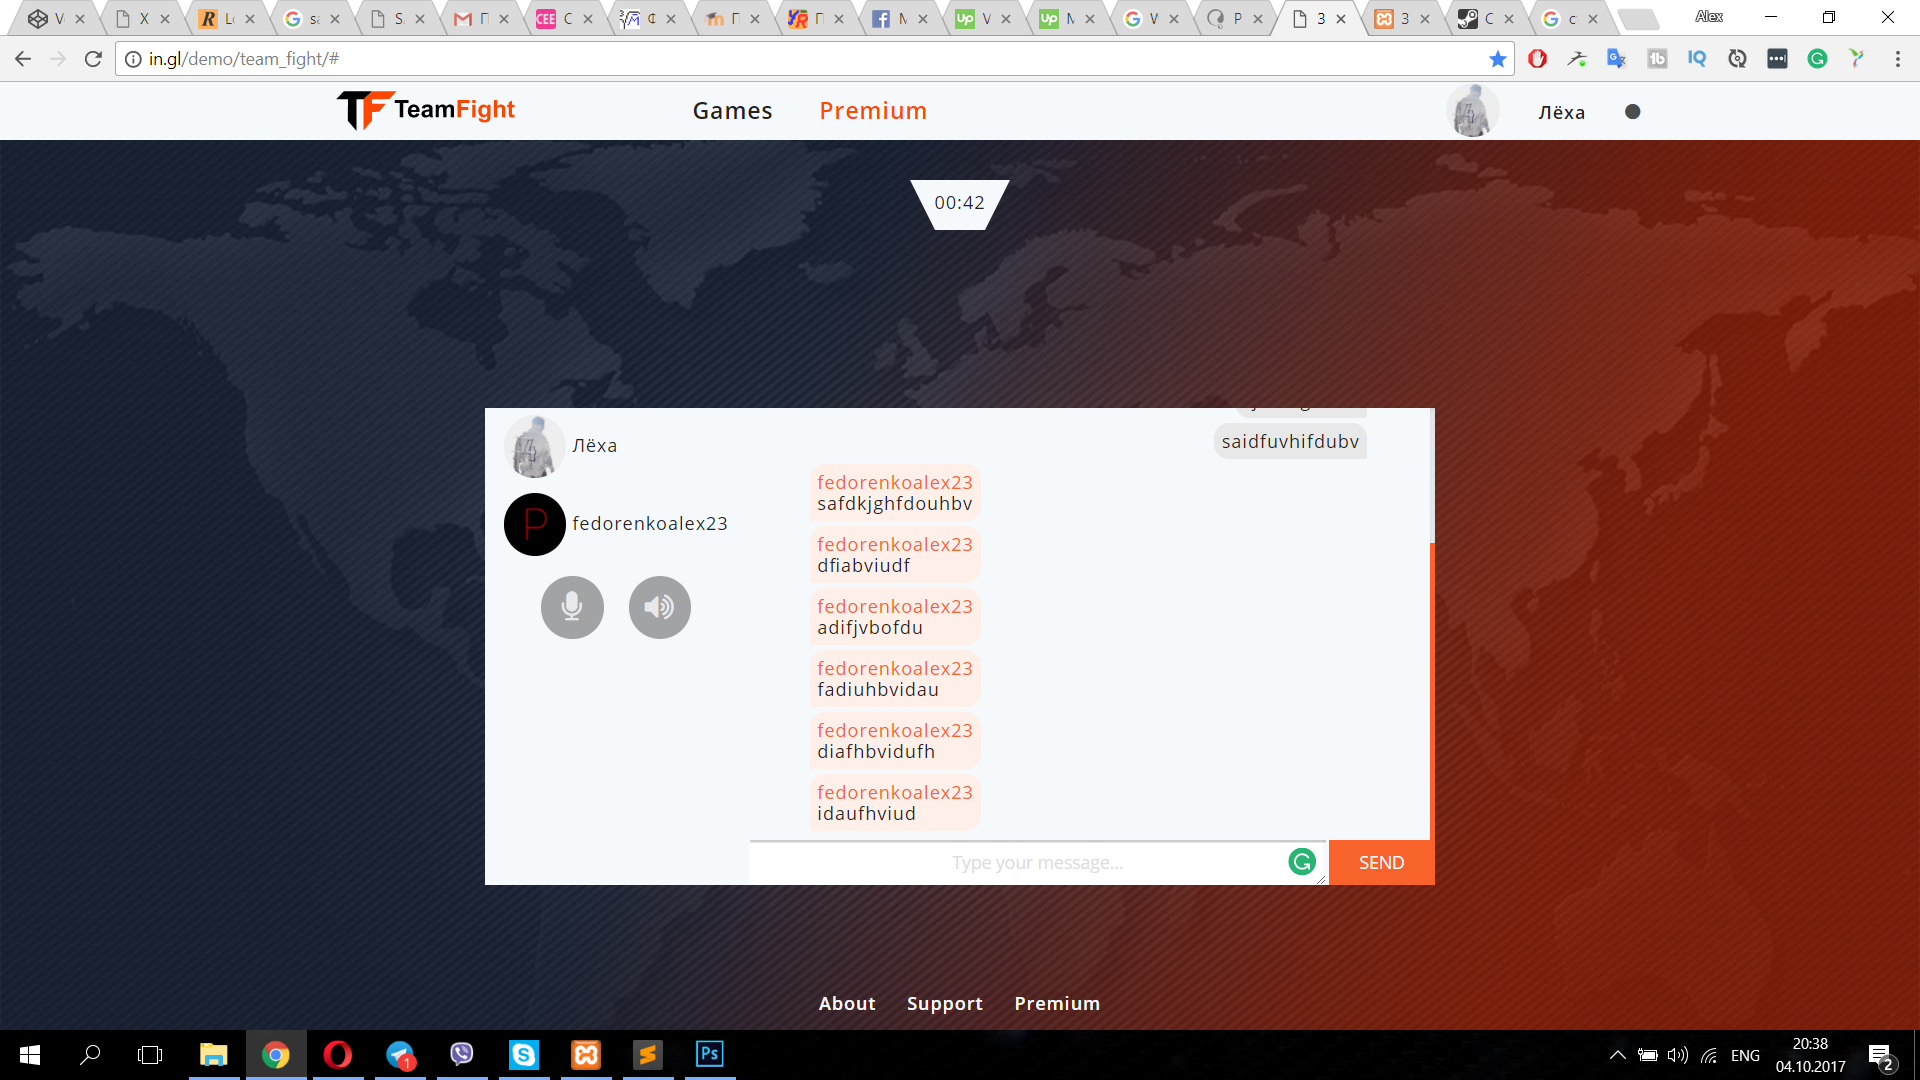 Alex
in.gl/demo/team_fight/#
TeamFight
Games
Premium
Лёха
00:42
Лёха
fedorenkoalex23
saidfuvhifdubv
fedorenkoalex23
safdkjghfdouhbv
fedorenkoalex23
dfiabviudf
fedorenkoalex23
adifjvbofdu
fedorenkoalex23
fadiuhbvidau
fedorenkoalex23
diafhbvidufh
fedorenkoalex23
idaufhviud
Type your message...
SEND
About Support Premium
ENG
20:38
04.10.2017
2